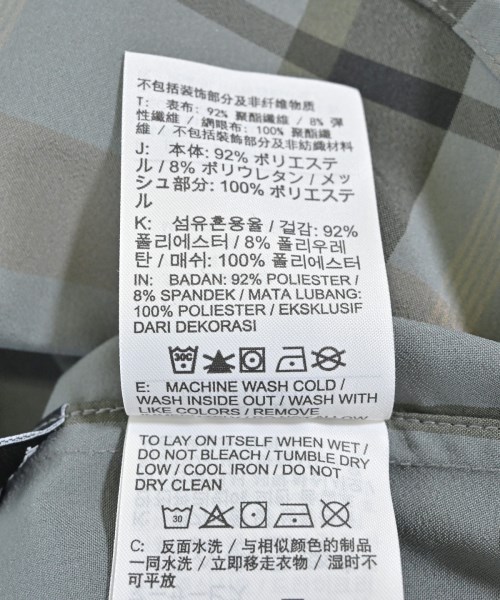 不包括装饰部分及非纤维物质
T: 表布: 92% 聚酯纖維 / 8% 彈
性纖維 / 網眼布: 100% 聚酯纖
維 / 不包括裝飾部分及非紡織材料
J: 本体: 92% ポリエステ
ル / 8% ポリウレタン / メッ
シュ部分: 100% ポリエステ
ル
K: 섬유혼용율 / 겉감: 92%
폴리에스터 / 8% 폴리우레
탄 / 매쉬: 100% 폴리에스터
IN: BADAN: 92% POLIESTER /
8% SPANDEK / MATA LUBANG:
100% POLIESTER / EKSKLUSIF
DARI DEKORASI
30C
E: MACHINE WASH COLD /
WASH INSIDE OUT / WASH WITH
LIKE COLORS / REMOVE
TO LAY ON ITSELF WHEN WET /
DO NOT BLEACH / TUMBLE DRY
LOW / COOL IRON / DO NOT
DRY CLEAN
30
C: 反面水洗 / 与相似颜色的制品
一同水洗 / 立即移走衣物 / 湿时不
可平放